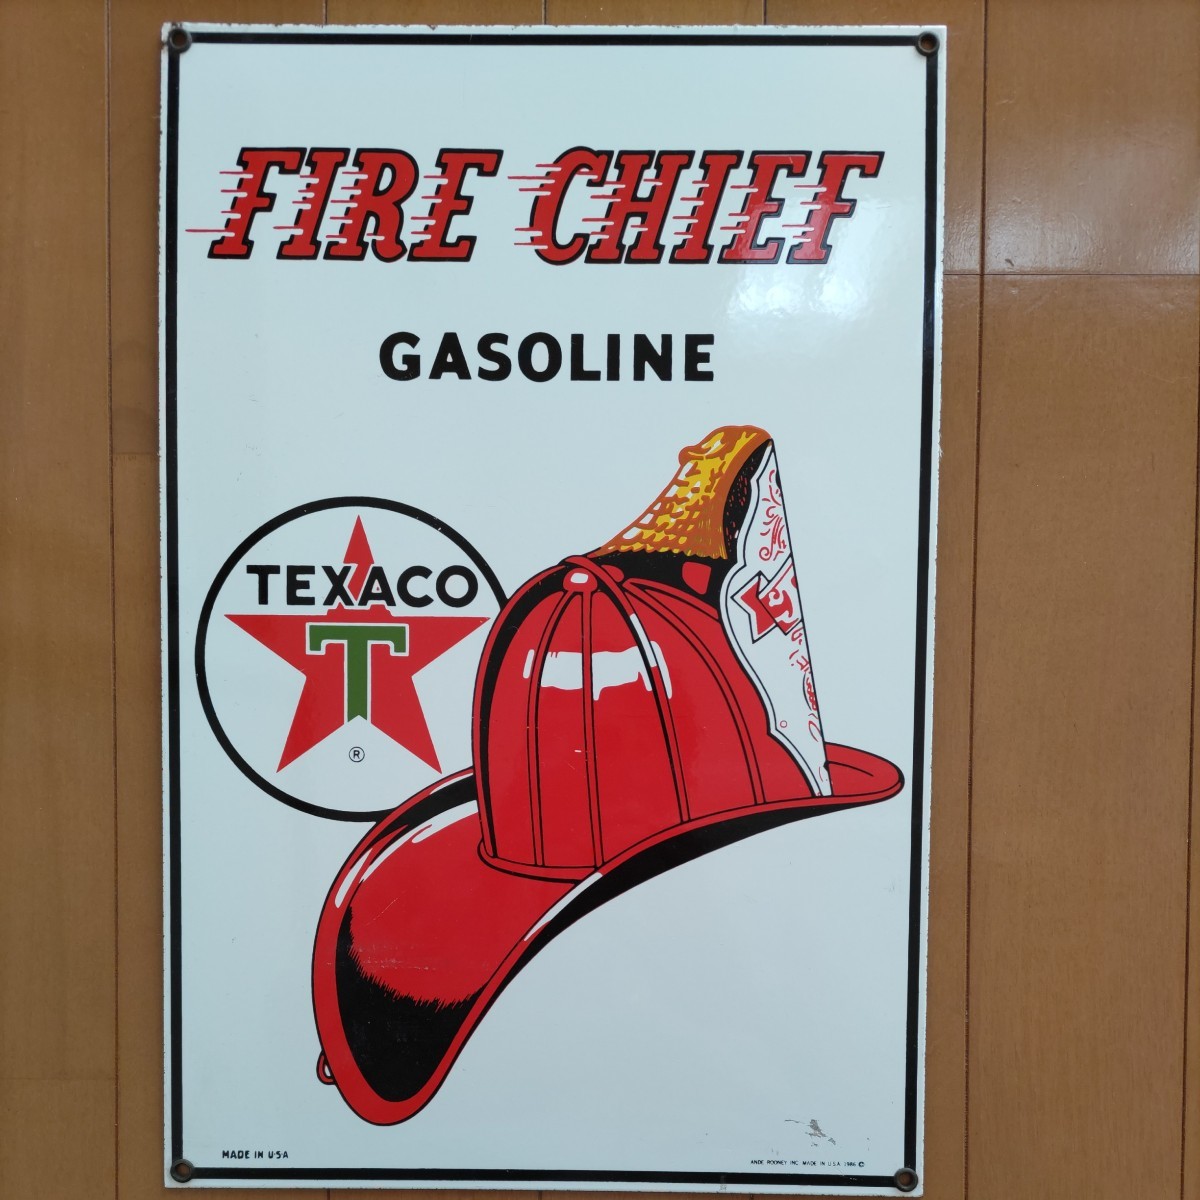 FIRE CHIEF
GASOLINE
TEXACO
T
®
T
MADE IN U·S·A
ANDE ROONEY INC. MADE IN U.S.A. 1986 ©